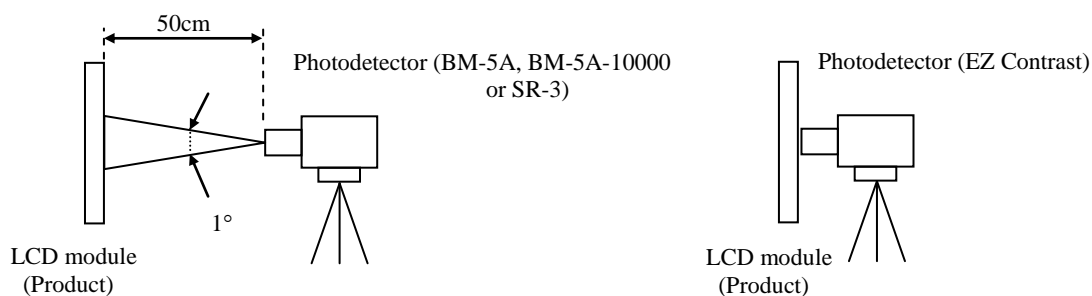 50cm
Photodetector (BM-5A, BM-5A-10000
or SR-3)
1°
LCD module
(Product)
Photodetector (EZ Contrast)
LCD module
(Product)